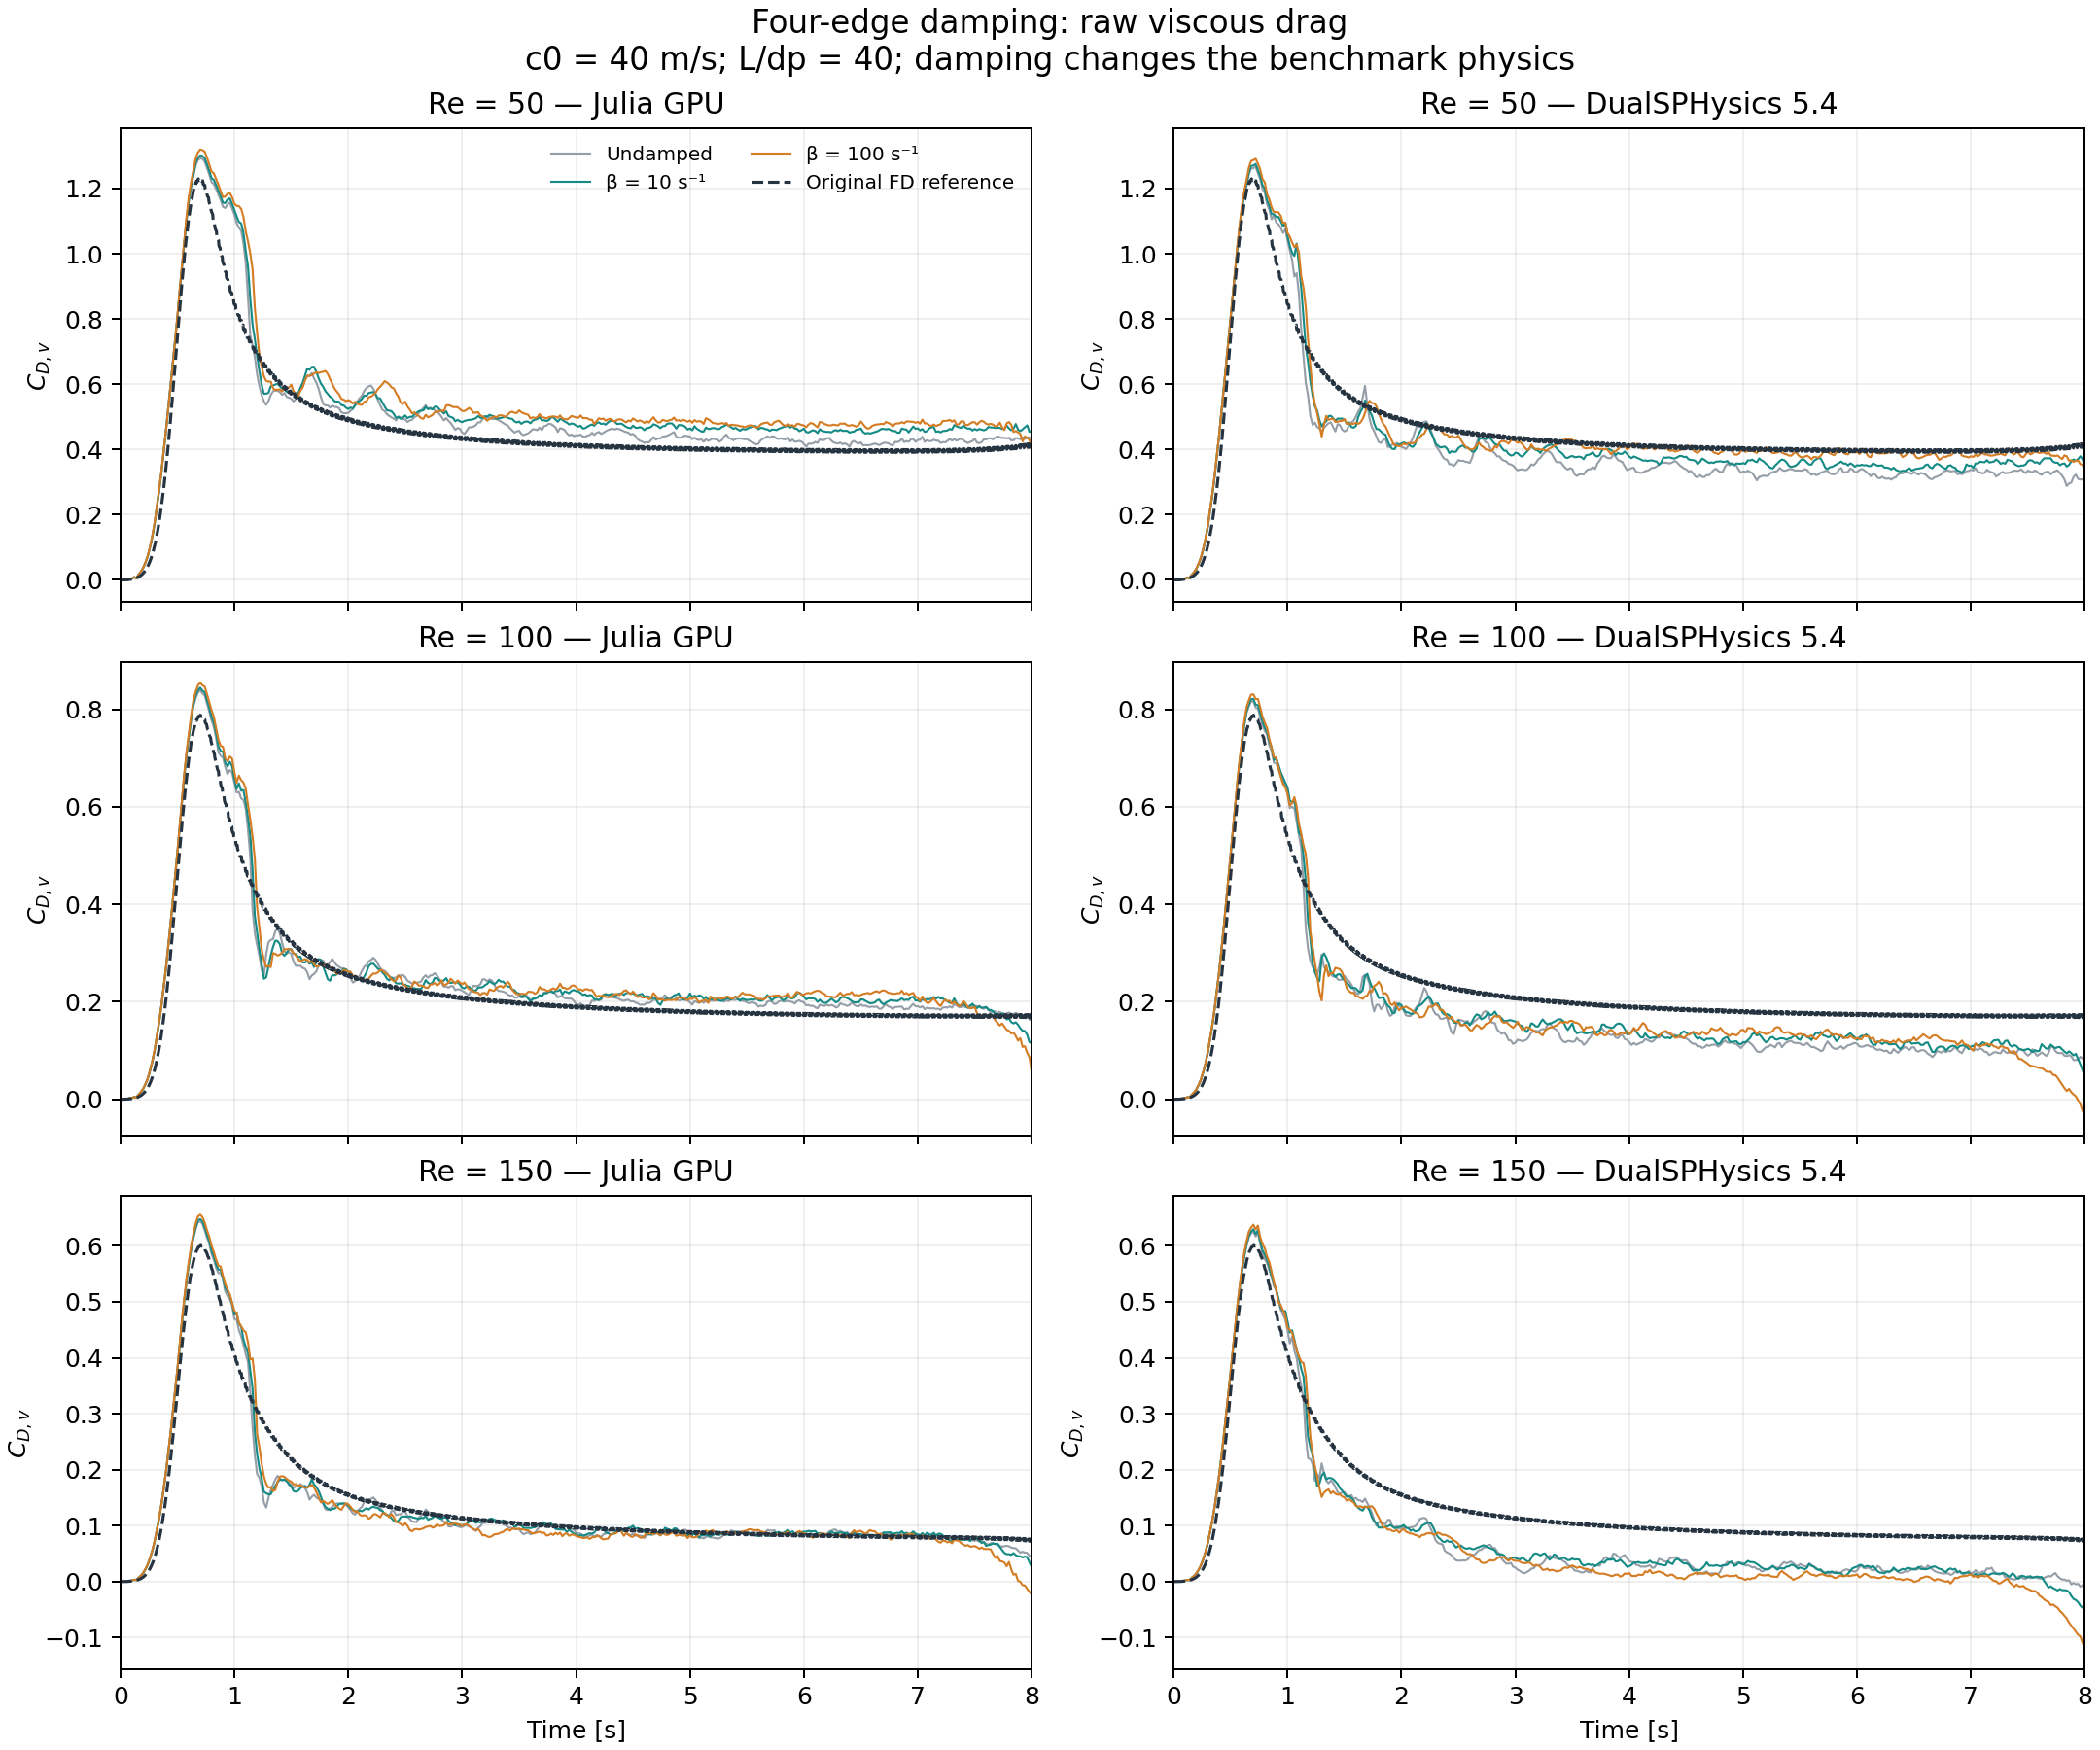 Four-edge damping: raw viscous drag
c0 = 40 m/s; L/dp = 40; damping changes the benchmark physics
Re = 50 — Julia GPU
Undamped
β = 10 s⁻¹
β = 100 s⁻¹
Original FD reference
1.2
1.0
0.8
0.6
0.4
0.2
0.0
C_{D,v}
Re = 50 — DualSPHysics 5.4
1.2
1.0
0.8
0.6
0.4
0.2
0.0
C_{D,v}
Re = 100 — Julia GPU
0.8
0.6
0.4
0.2
0.0
C_{D,v}
Re = 100 — DualSPHysics 5.4
0.8
0.6
0.4
0.2
0.0
C_{D,v}
Re = 150 — Julia GPU
0.6
0.5
0.4
0.3
0.2
0.1
0.0
−0.1
C_{D,v}
0 1 2 3 4 5 6 7 8
Time [s]
Re = 150 — DualSPHysics 5.4
0.6
0.5
0.4
0.3
0.2
0.1
0.0
−0.1
C_{D,v}
0 1 2 3 4 5 6 7 8
Time [s]